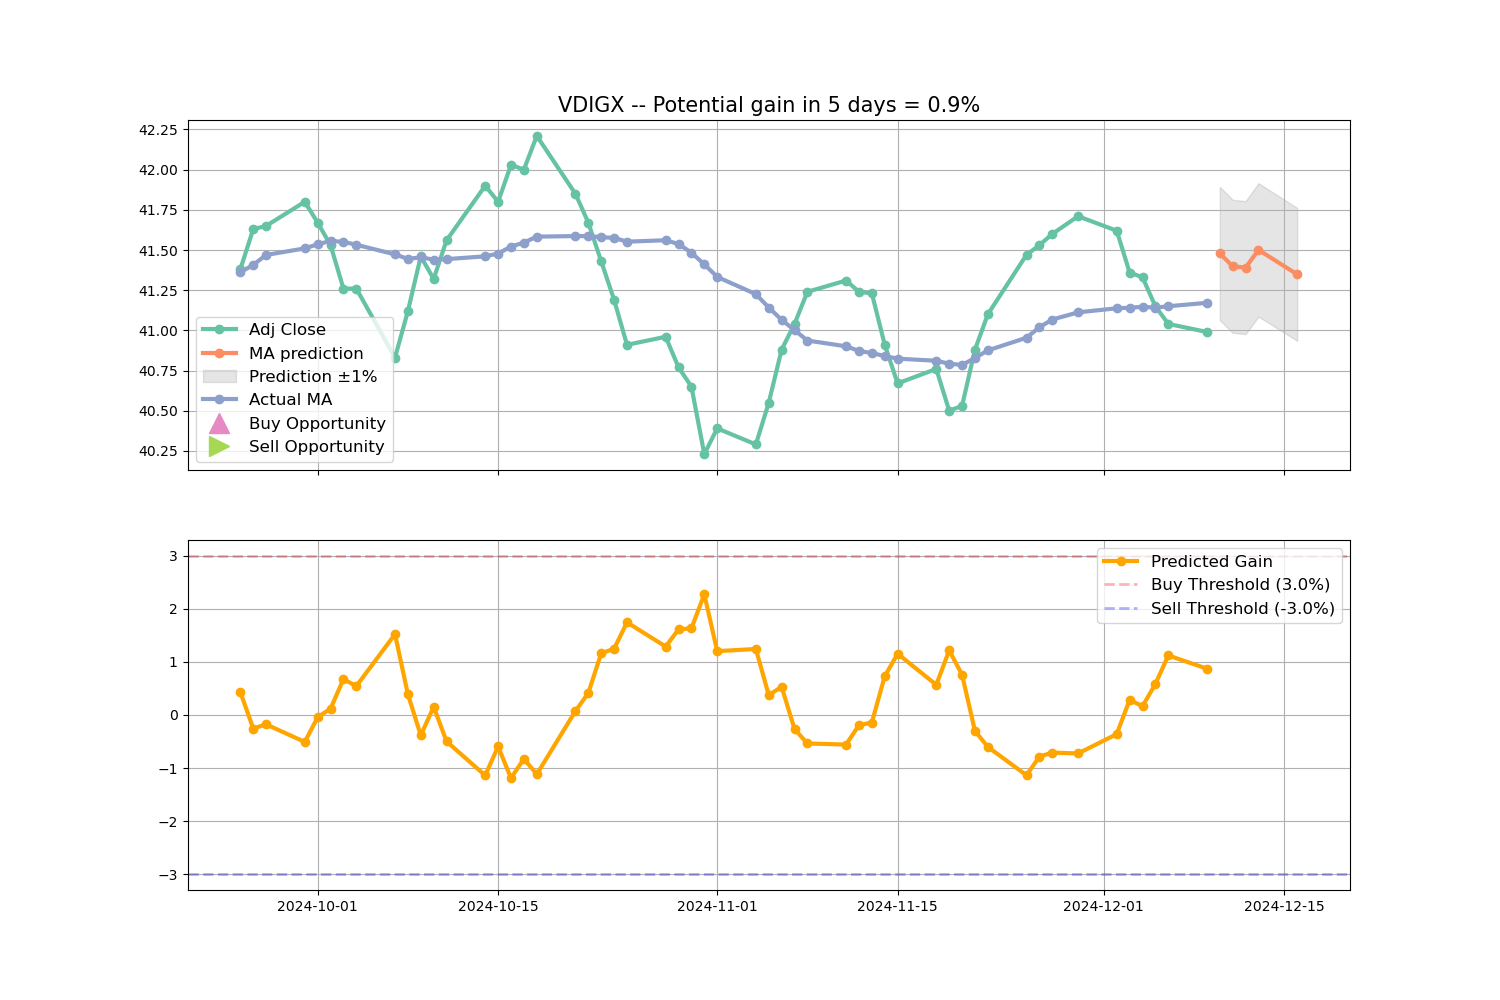 VDIGX -- Potential gain in 5 days = 0.9%
42.25
42.00
41.75
41.50
41.25
41.00
40.75
40.50
40.25
Adj Close
MA prediction
Prediction ±1%
Actual MA
Buy Opportunity
Sell Opportunity
3
2
1
0
−1
−2
−3
Predicted Gain
Buy Threshold (3.0%)
Sell Threshold (-3.0%)
2024-10-01 2024-10-15 2024-11-01 2024-11-15 2024-12-01 2024-12-15